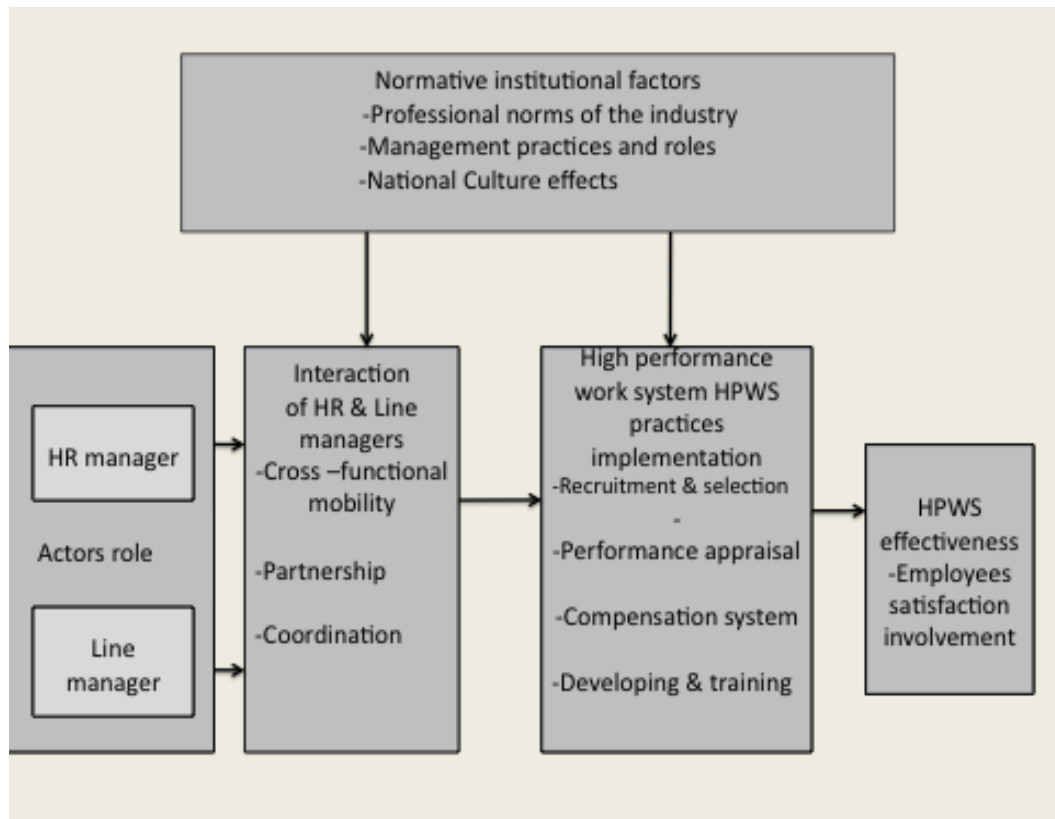 Normative institutional factors
-Professional norms of the industry
-Management practices and roles
-National Culture effects
HR manager
Actors role
Line
manager
Interaction
of HR & Line
managers
-Cross –functional
mobility
-Partnership
-Coordination
High performance
work system HPWS
practices
implementation
-Recruitment & selection
-
-Performance appraisal
-Compensation system
-Developing & training
HPWS
effectiveness
-Employees
satisfaction
involvement